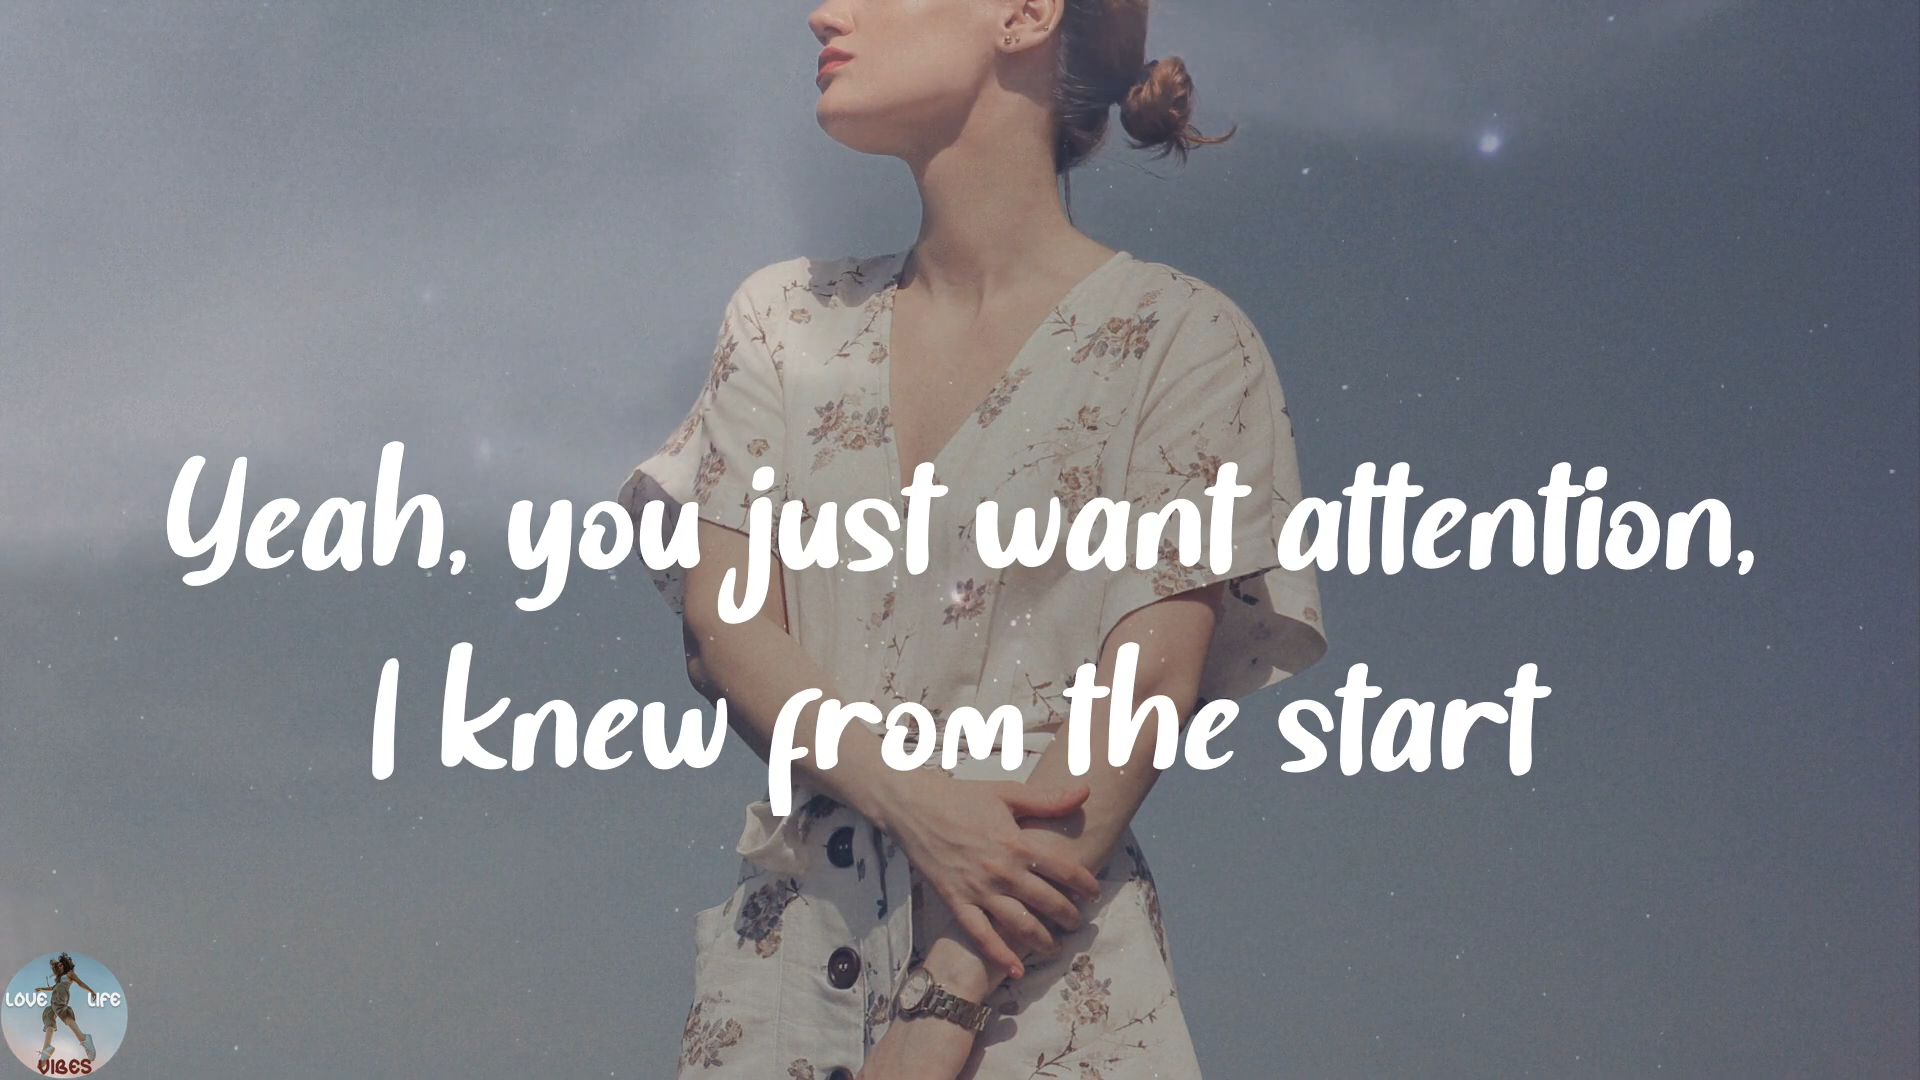 Yeah, you just want attention,
I knew from the start
LOVE LIFE
VIBES